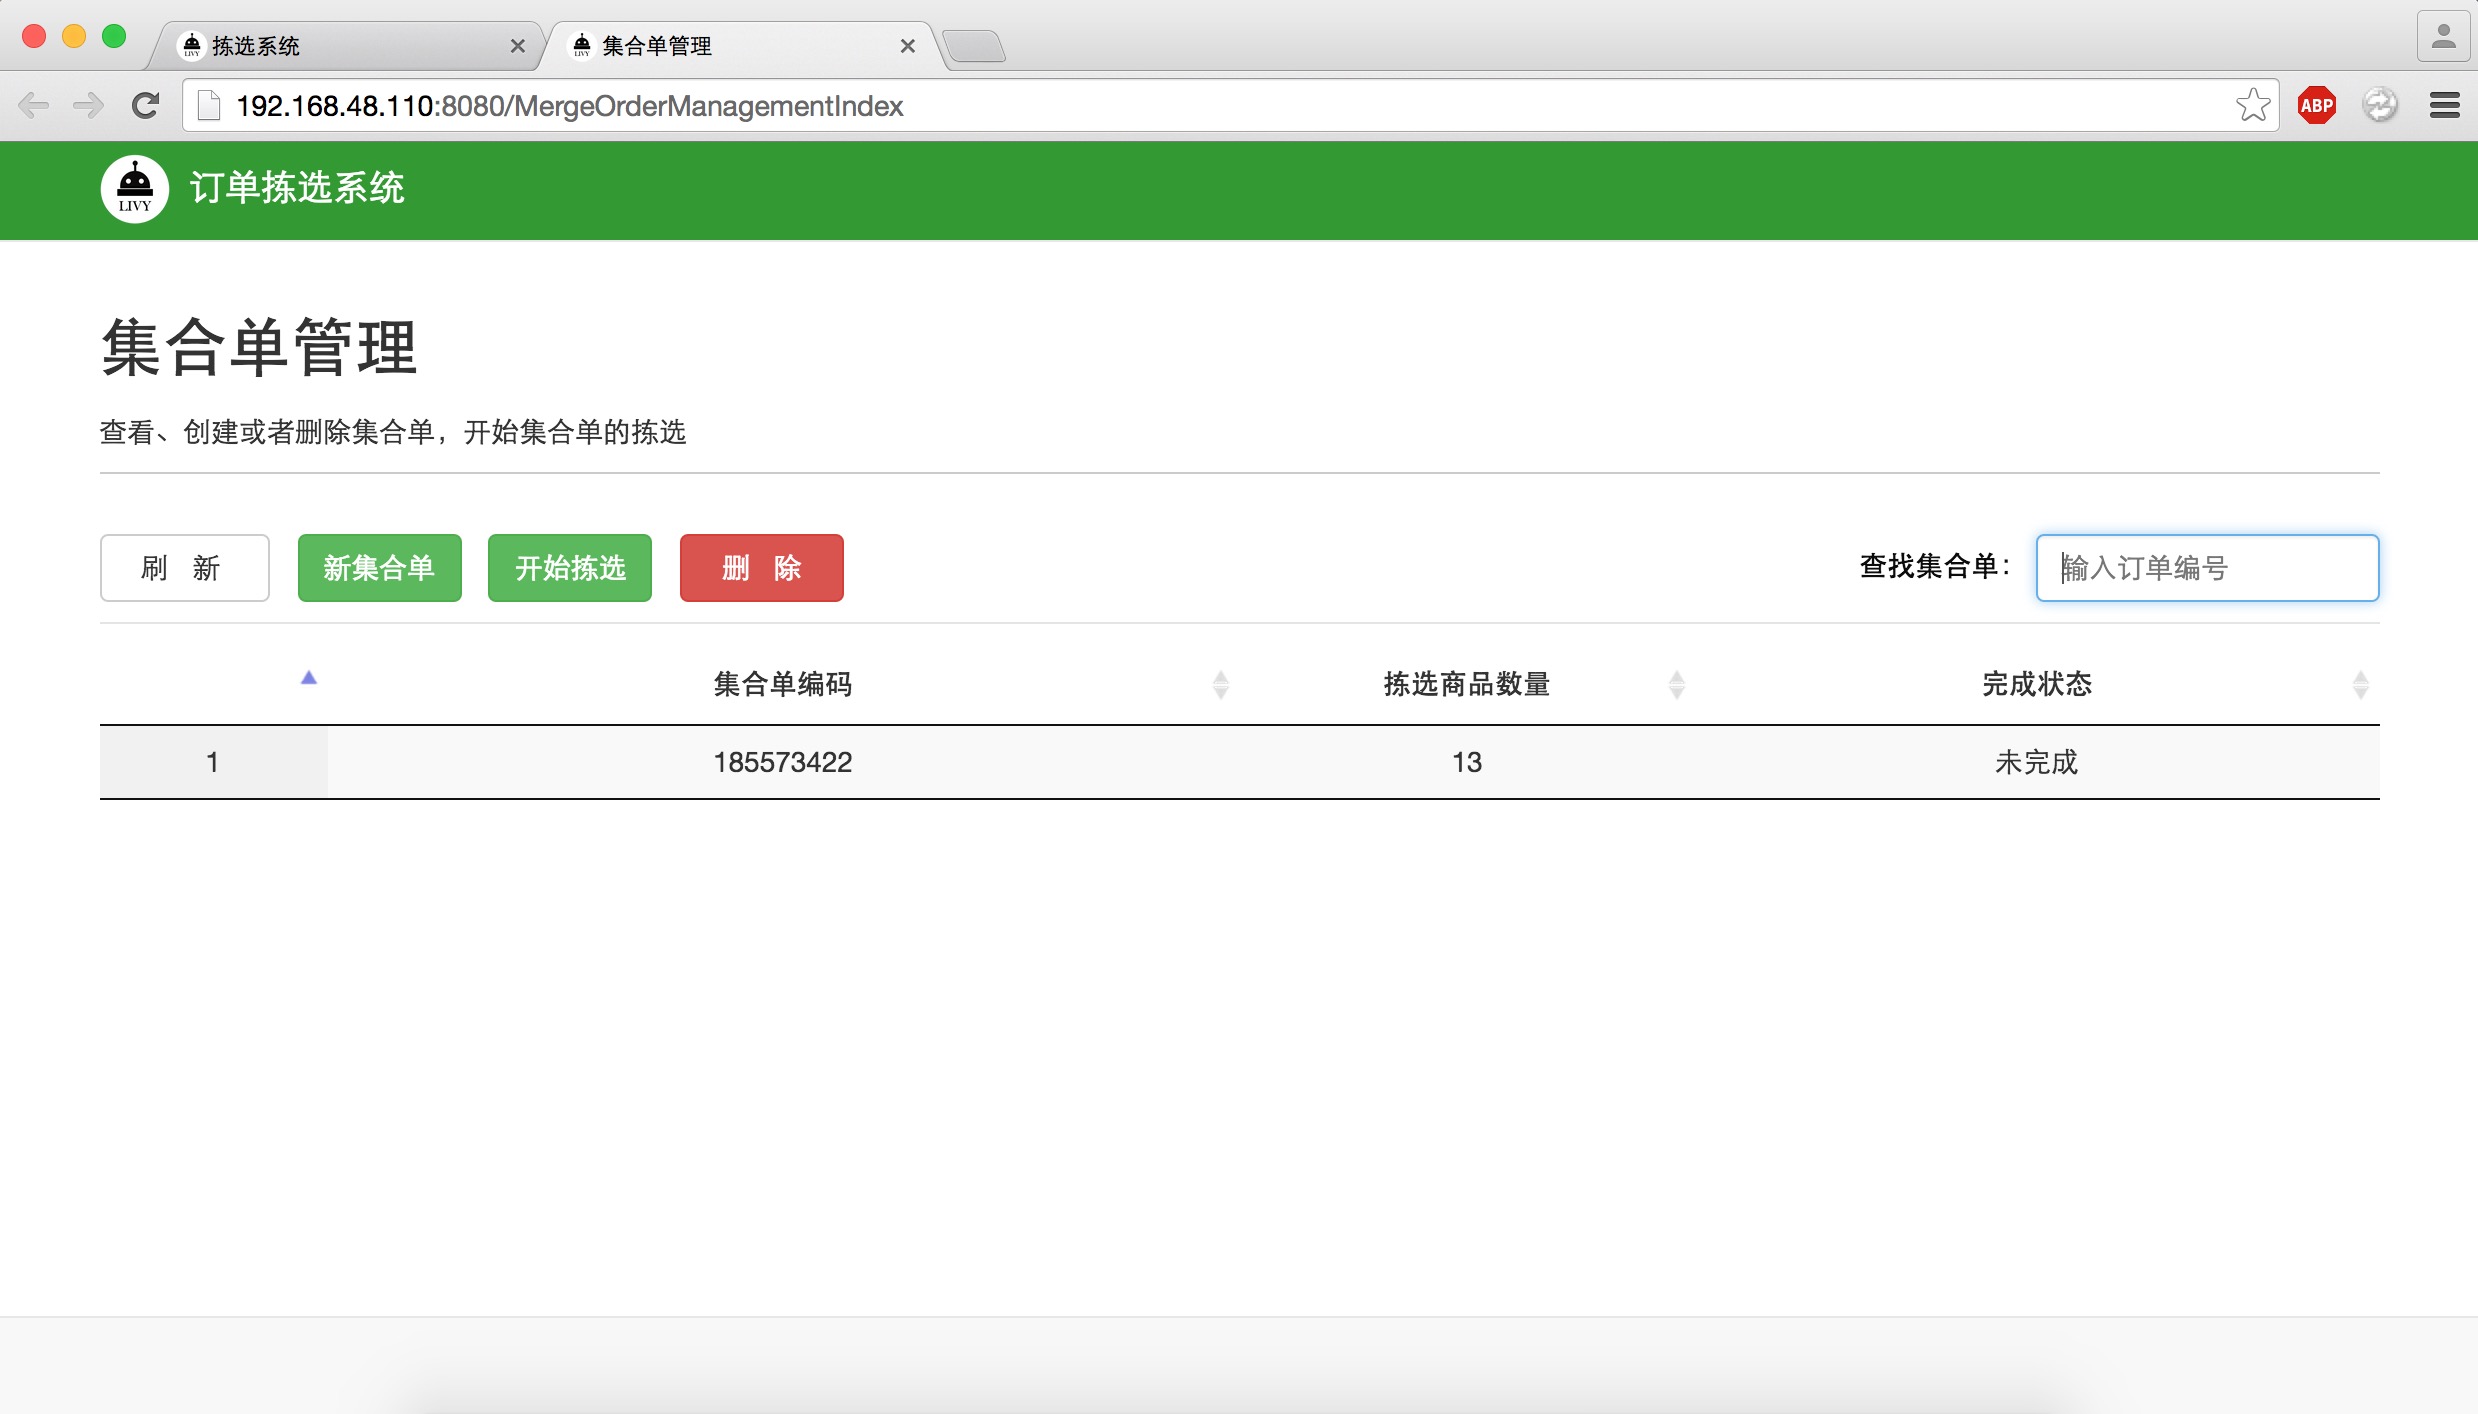 拣选系统
集合单管理
192.168.48.110:8080/MergeOrderManagementIndex
ABP
LIVY
订单拣选系统
集合单管理
查看、创建或者删除集合单，开始集合单的拣选
刷 新
新集合单
开始拣选
删 除
查找集合单：
输入订单编号
集合单编码
拣选商品数量
完成状态
1
185573422
13
未完成